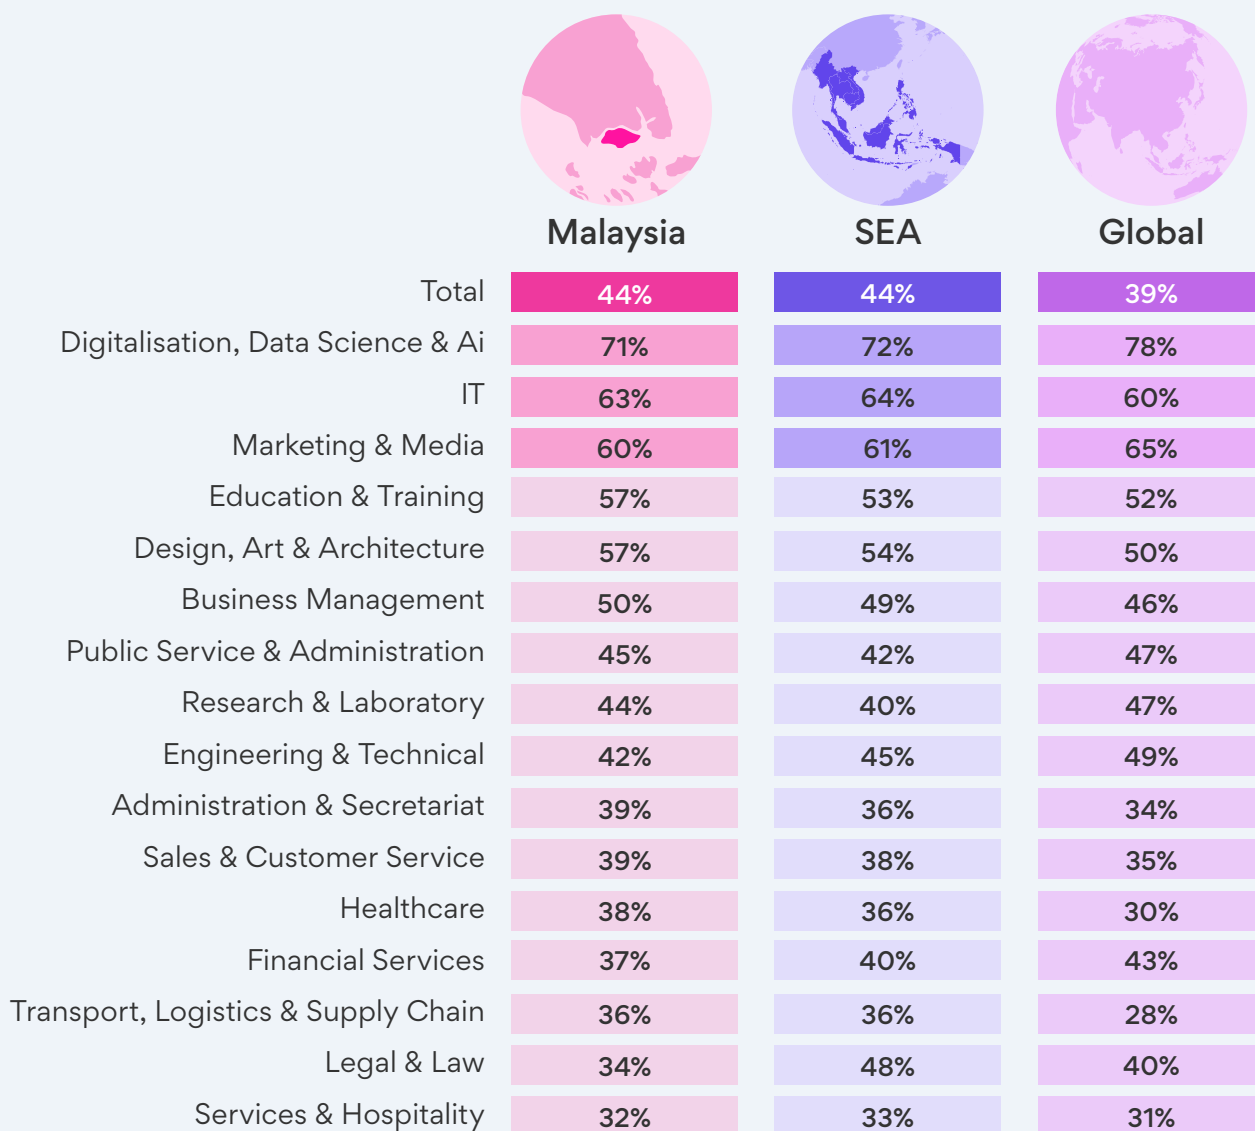 Malaysia SEA Global
Total 44% 44% 39%
Digitalisation, Data Science & Ai 71% 72% 78%
IT 63% 64% 60%
Marketing & Media 60% 61% 65%
Education & Training 57% 53% 52%
Design, Art & Architecture 57% 54% 50%
Business Management 50% 49% 46%
Public Service & Administration 45% 42% 47%
Research & Laboratory 44% 40% 47%
Engineering & Technical 42% 45% 49%
Administration & Secretariat 39% 36% 34%
Sales & Customer Service 39% 38% 35%
Healthcare 38% 36% 30%
Financial Services 37% 40% 43%
Transport, Logistics & Supply Chain 36% 36% 28%
Legal & Law 34% 48% 40%
Services & Hospitality 32% 33% 31%